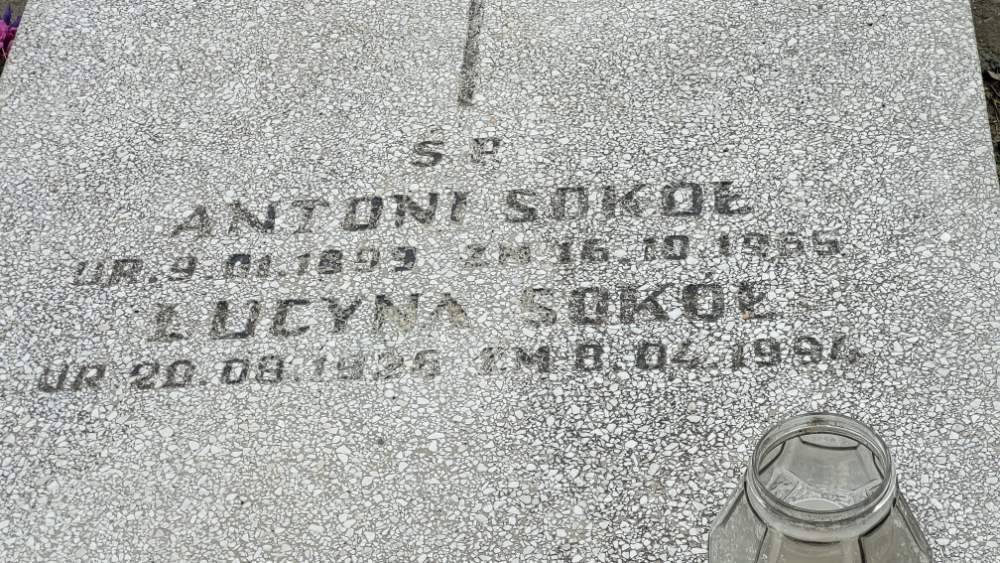 Ś P
ANTONI SOKÓŁ
UR. 9.01.1899 ZM 16.10.1965
LUCYNA SOKÓŁ
UR 20.08.1926 ZM 8.04.1984